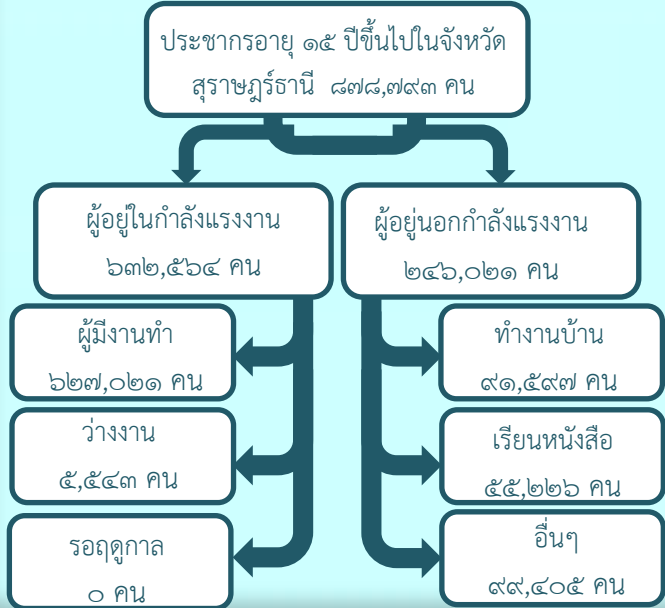 ประชากรอายุ ๑๕ ปีขึ้นไปในจังหวัด
สุราษฎร์ธานี ๘๗๘,๗๙๓ คน
ผู้อยู่ในกำลังแรงงาน
๖๓๒,๕๖๔ คน
ผู้อยู่นอกกำลังแรงงาน
๒๔๖,๐๒๑ คน
ผู้มีงานทำ
๖๒๗,๐๒๑ คน
ว่างงาน
๕,๕๔๓ คน
รอฤดูกาล
๐ คน
ทำงานบ้าน
๙๑,๕๙๗ คน
เรียนหนังสือ
๕๕,๒๒๖ คน
อื่นๆ
๙๙,๔๐๕ คน